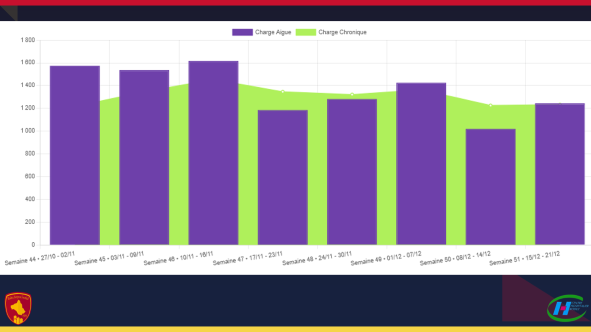 Charge Aigue Charge Chronique
1 800
1 600
1 400
1 200
1 000
800
600
400
200
0
Semaine 44 • 27/10 - 02/11
Semaine 45 • 03/11 - 09/11
Semaine 46 • 10/11 - 16/11
Semaine 47 • 17/11 - 23/11
Semaine 48 • 24/11 - 30/11
Semaine 49 • 01/12 - 07/12
Semaine 50 • 08/12 - 14/12
Semaine 51 • 15/12 - 21/12